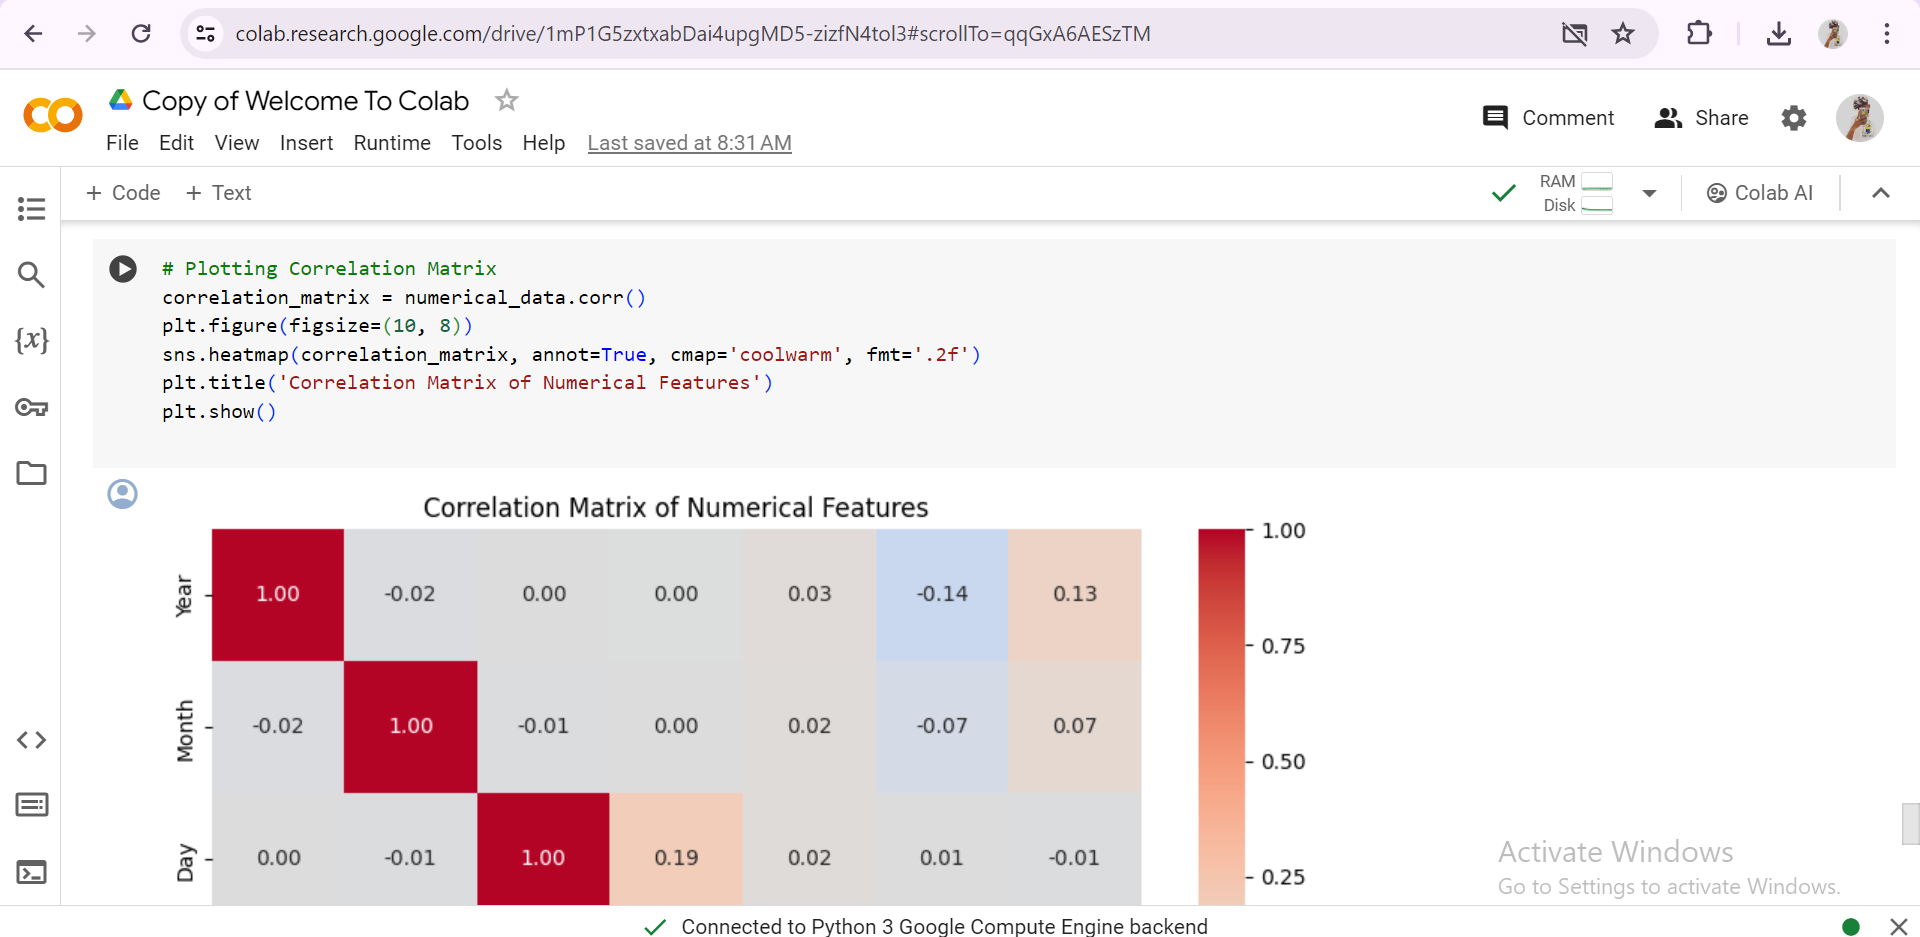 colab.research.google.com/drive/1mP1G5zxtxabDai4upgMD5-zizfN4tol3#scrollTo=qqGxA6AESzTM
Copy of Welcome To Colab
Comment
Share
File Edit View Insert Runtime Tools Help Last saved at 8:31 AM
+ Code + Text
RAM
Disk
Colab AI
{x}
# Plotting Correlation Matrix
correlation_matrix = numerical_data.corr()
plt.figure(figsize=(10, 8))
sns.heatmap(correlation_matrix, annot=True, cmap='coolwarm', fmt='.2f')
plt.title('Correlation Matrix of Numerical Features')
plt.show()
Correlation Matrix of Numerical Features
Year 1.00 -0.02 0.00 0.00 0.03 -0.14 0.13
Month -0.02 1.00 -0.01 0.00 0.02 -0.07 0.07
Day 0.00 -0.01 1.00 0.19 0.02 0.01 -0.01
1.00
0.75
0.50
0.25
Activate Windows
Go to Settings to activate Windows.
Connected to Python 3 Google Compute Engine backend